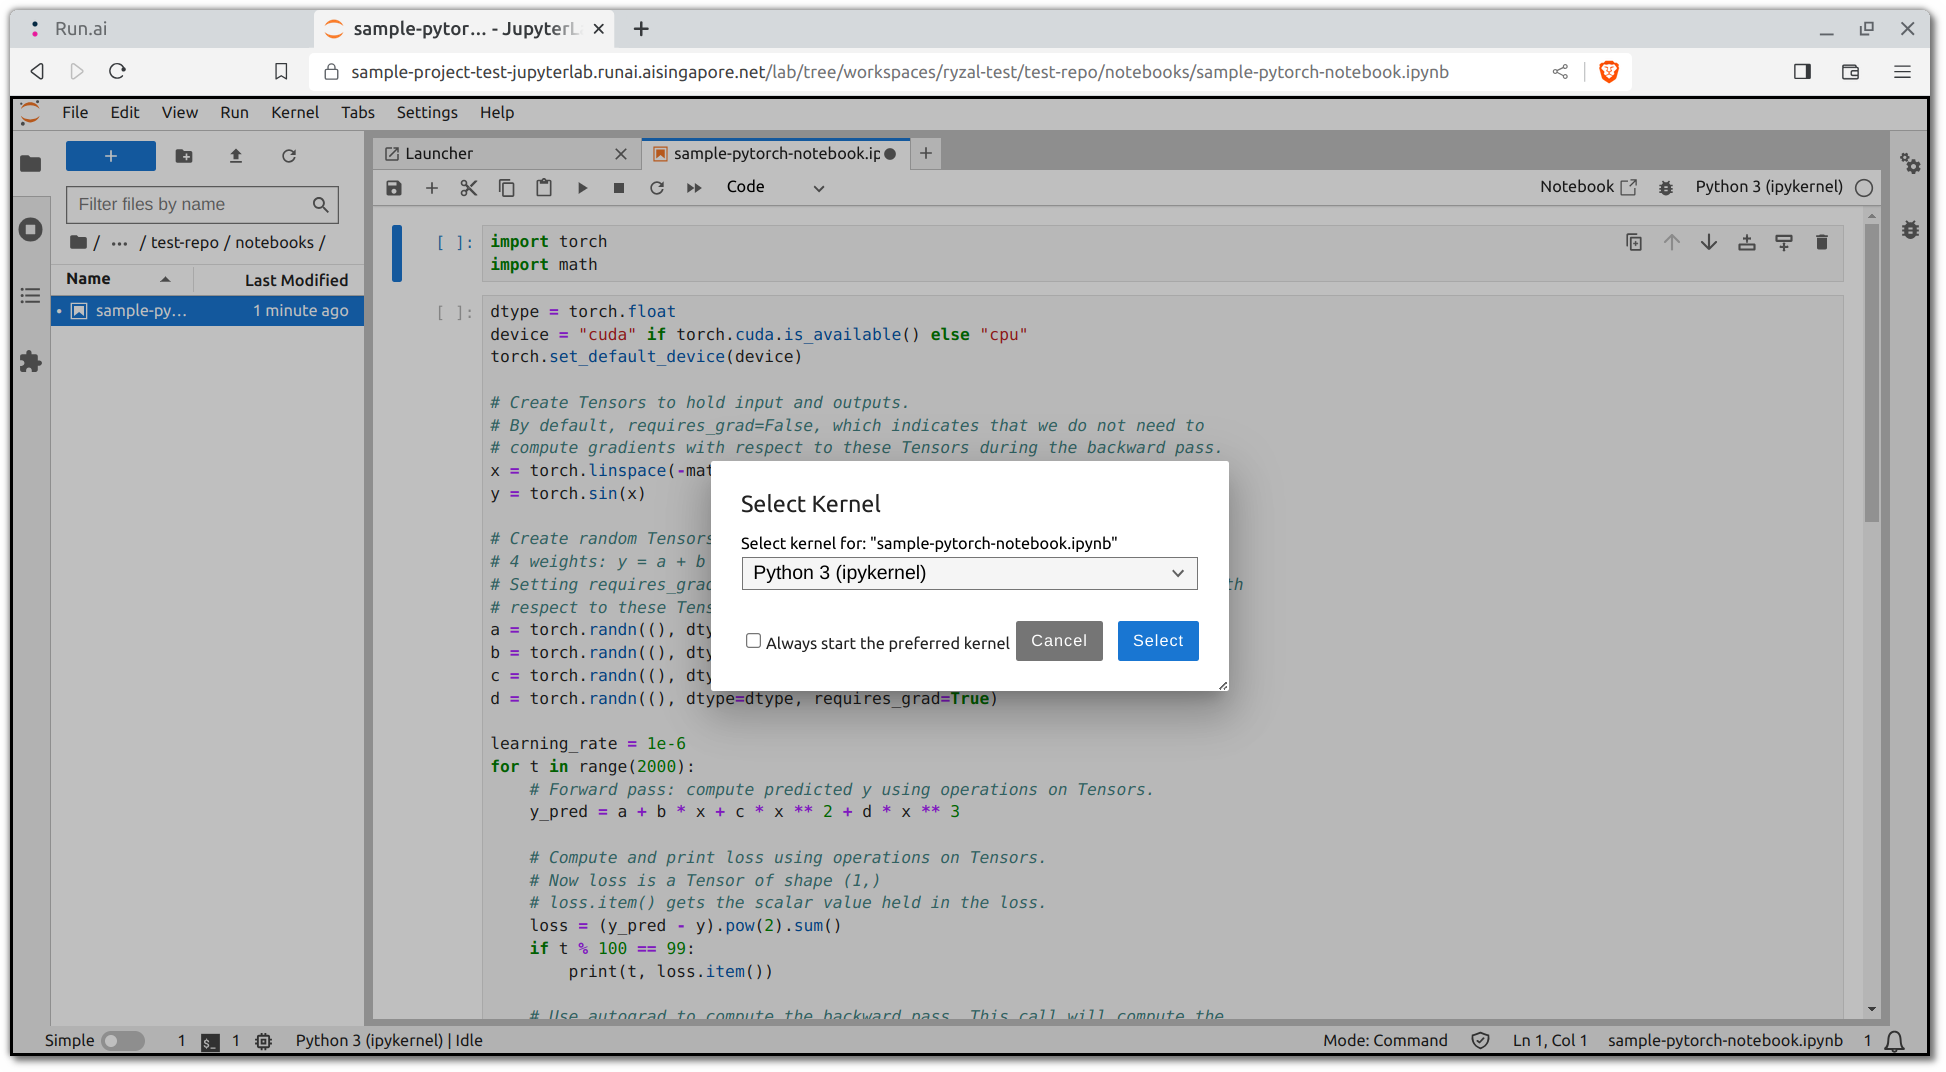 Run.ai
sample-pytor... - JupyterL
sample-project-test-jupyterlab.runai.aisingapore.net/lab/tree/workspaces/ryzal-test/test-repo/notebooks/sample-pytorch-notebook.ipynb
File Edit View Run Kernel Tabs Settings Help
Launcher
sample-pytorch-notebook.ip
Filter files by name
/ ... / test-repo / notebooks /
Name Last Modified
sample-py... 1 minute ago
Code
Notebook
Python 3 (ipykernel)
[ ]: import torch
import math
[ ]: dtype = torch.float
device = "cuda" if torch.cuda.is_available() else "cpu"
torch.set_default_device(device)
# Create Tensors to hold input and outputs.
# By default, requires_grad=False, which indicates that we do not need to
# compute gradients with respect to these Tensors during the backward pass.
x = torch.linspace(-mat
y = torch.sin(x)
# Create random Tensors
# 4 weights: y = a + b
# Setting requires_grad th
# respect to these Tens
a = torch.randn((), dty
b = torch.randn((), dty
c = torch.randn((), dty
d = torch.randn((), dtype=dtype, requires_grad=True)
learning_rate = 1e-6
for t in range(2000):
# Forward pass: compute predicted y using operations on Tensors.
y_pred = a + b * x + c * x ** 2 + d * x ** 3
# Compute and print loss using operations on Tensors.
# Now loss is a Tensor of shape (1,)
# loss.item() gets the scalar value held in the loss.
loss = (y_pred - y).pow(2).sum()
if t % 100 == 99:
print(t, loss.item())
# Use autograd to compute the backward pass. This call will compute the
Select Kernel
Select kernel for: "sample-pytorch-notebook.ipynb"
Python 3 (ipykernel)
Always start the preferred kernel
Cancel
Select
Simple 1 $_ 1 Python 3 (ipykernel) | Idle
Mode: Command Ln 1, Col 1 sample-pytorch-notebook.ipynb 1